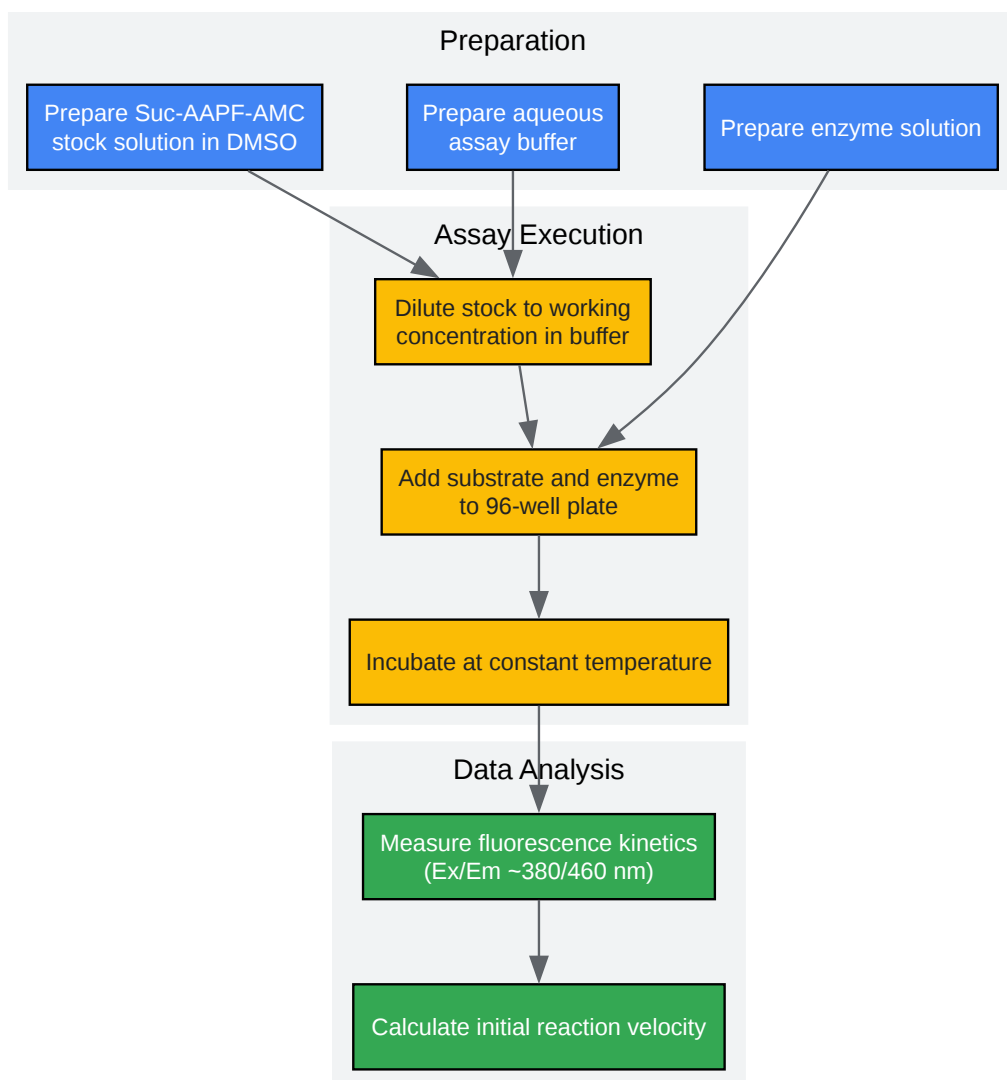 Preparation
Prepare Suc-AAPF-AMC
stock solution in DMSO
Prepare aqueous
assay buffer
Prepare enzyme solution
Assay Execution
Dilute stock to working
concentration in buffer
Add substrate and enzyme
to 96-well plate
Incubate at constant temperature
Data Analysis
Measure fluorescence kinetics
(Ex/Em ~380/460 nm)
Calculate initial reaction velocity